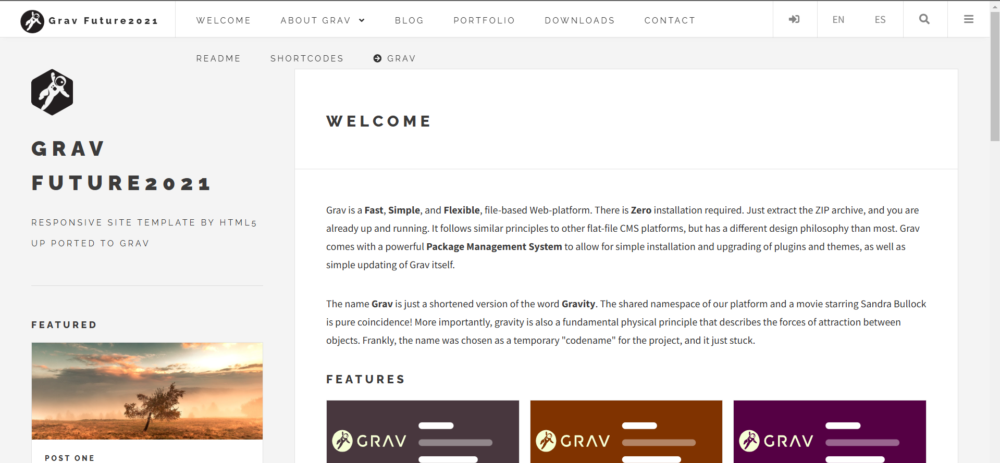 Grav Future2021
WELCOME ABOUT GRAV BLOG PORTFOLIO DOWNLOADS CONTACT EN ES
README SHORTCODES GRAV
GRAV
FUTURE2021
RESPONSIVE SITE TEMPLATE BY HTML5
UP PORTED TO GRAV
FEATURED
POST ONE
WELCOME
Grav is a Fast, Simple, and Flexible, file-based Web-platform. There is Zero installation required. Just extract the ZIP archive, and you are
already up and running. It follows similar principles to other flat-file CMS platforms, but has a different design philosophy than most. Grav
comes with a powerful Package Management System to allow for simple installation and upgrading of plugins and themes, as well as
simple updating of Grav itself.
The name Grav is just a shortened version of the word Gravity. The shared namespace of our platform and a movie starring Sandra Bullock
is pure coincidence! More importantly, gravity is also a fundamental physical principle that describes the forces of attraction between
objects. Frankly, the name was chosen as a temporary "codename" for the project, and it just stuck.
FEATURES
GRAV GRAV GRAV